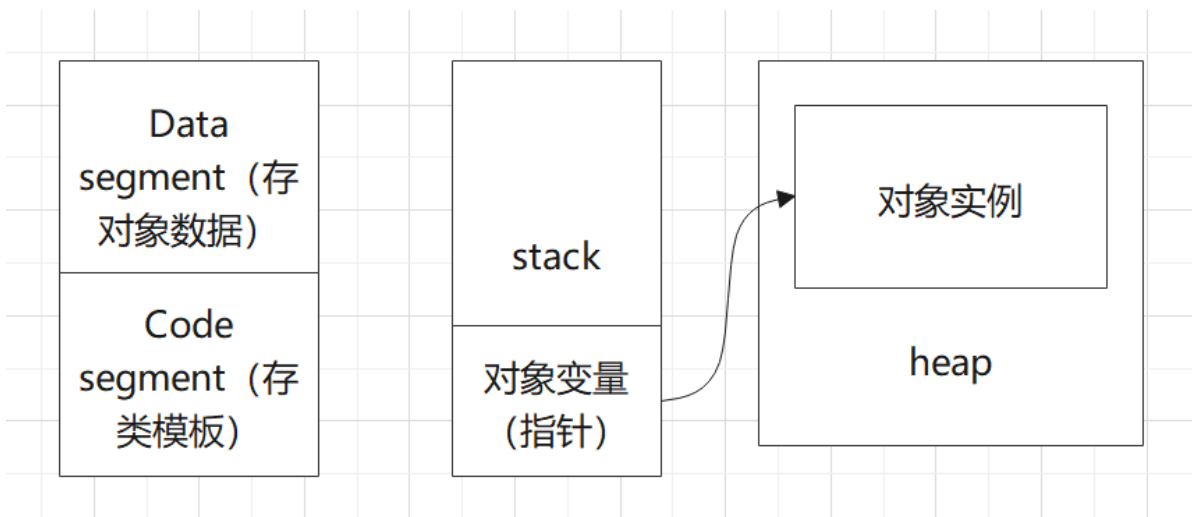 Data
segment（存
对象数据）
Code
segment（存
类模板）
stack
对象变量
（指针）
对象实例
heap